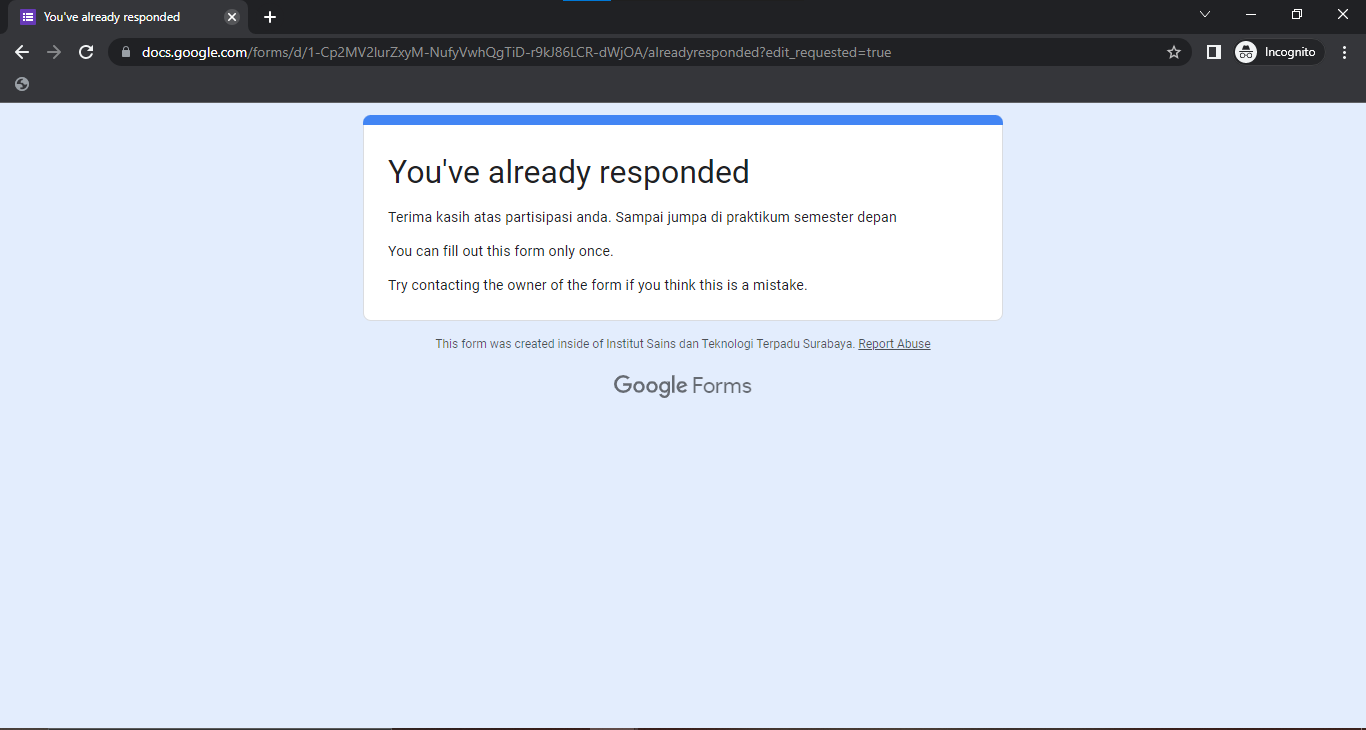 You've already responded
docs.google.com/forms/d/1-Cp2MV2lurZxyM-NufyVwhQgTiD-r9kJ86LCR-dWjOA/alreadyresponded?edit_requested=true
Incognito
You've already responded
Terima kasih atas partisipasi anda. Sampai jumpa di praktikum semester depan
You can fill out this form only once.
Try contacting the owner of the form if you think this is a mistake.
This form was created inside of Institut Sains dan Teknologi Terpadu Surabaya. Report Abuse
Google Forms